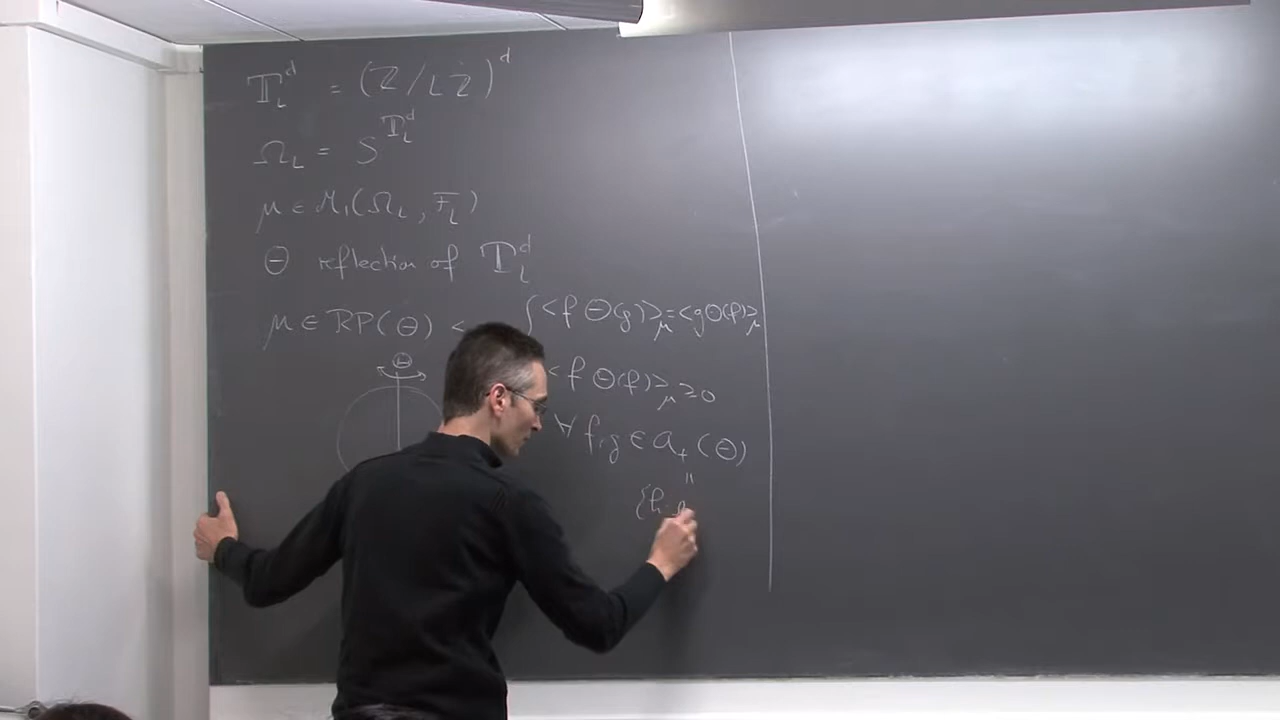 𝕋_L^d = (ℤ/Lℤ)^d
Ω_L = S^{𝕋_L^d}
μ ∈ M_1(Ω_L, F_L)
Θ reflection of 𝕋_L^d
μ ∈ RP(Θ) < { <f Θ(g)>_μ = <g Θ(f)>_μ
Θ
<f Θ(f)>_μ ≥ 0
∀ f,g ∈ a_+(Θ)
"
{h: